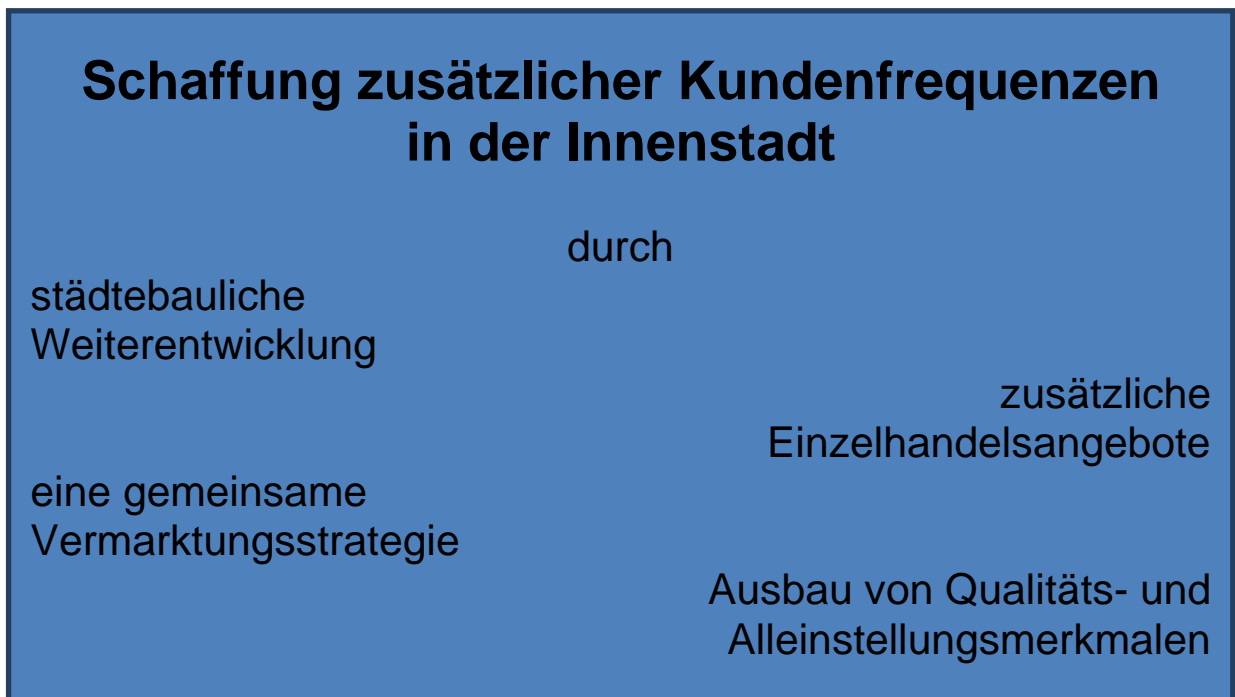 Schaffung zusätzlicher Kundenfrequenzen
in der Innenstadt
durch
städtebauliche
Weiterentwicklung
zusätzliche
Einzelhandelsangebote
eine gemeinsame
Vermarktungsstrategie
Ausbau von Qualitäts- und
Alleinstellungsmerkmalen